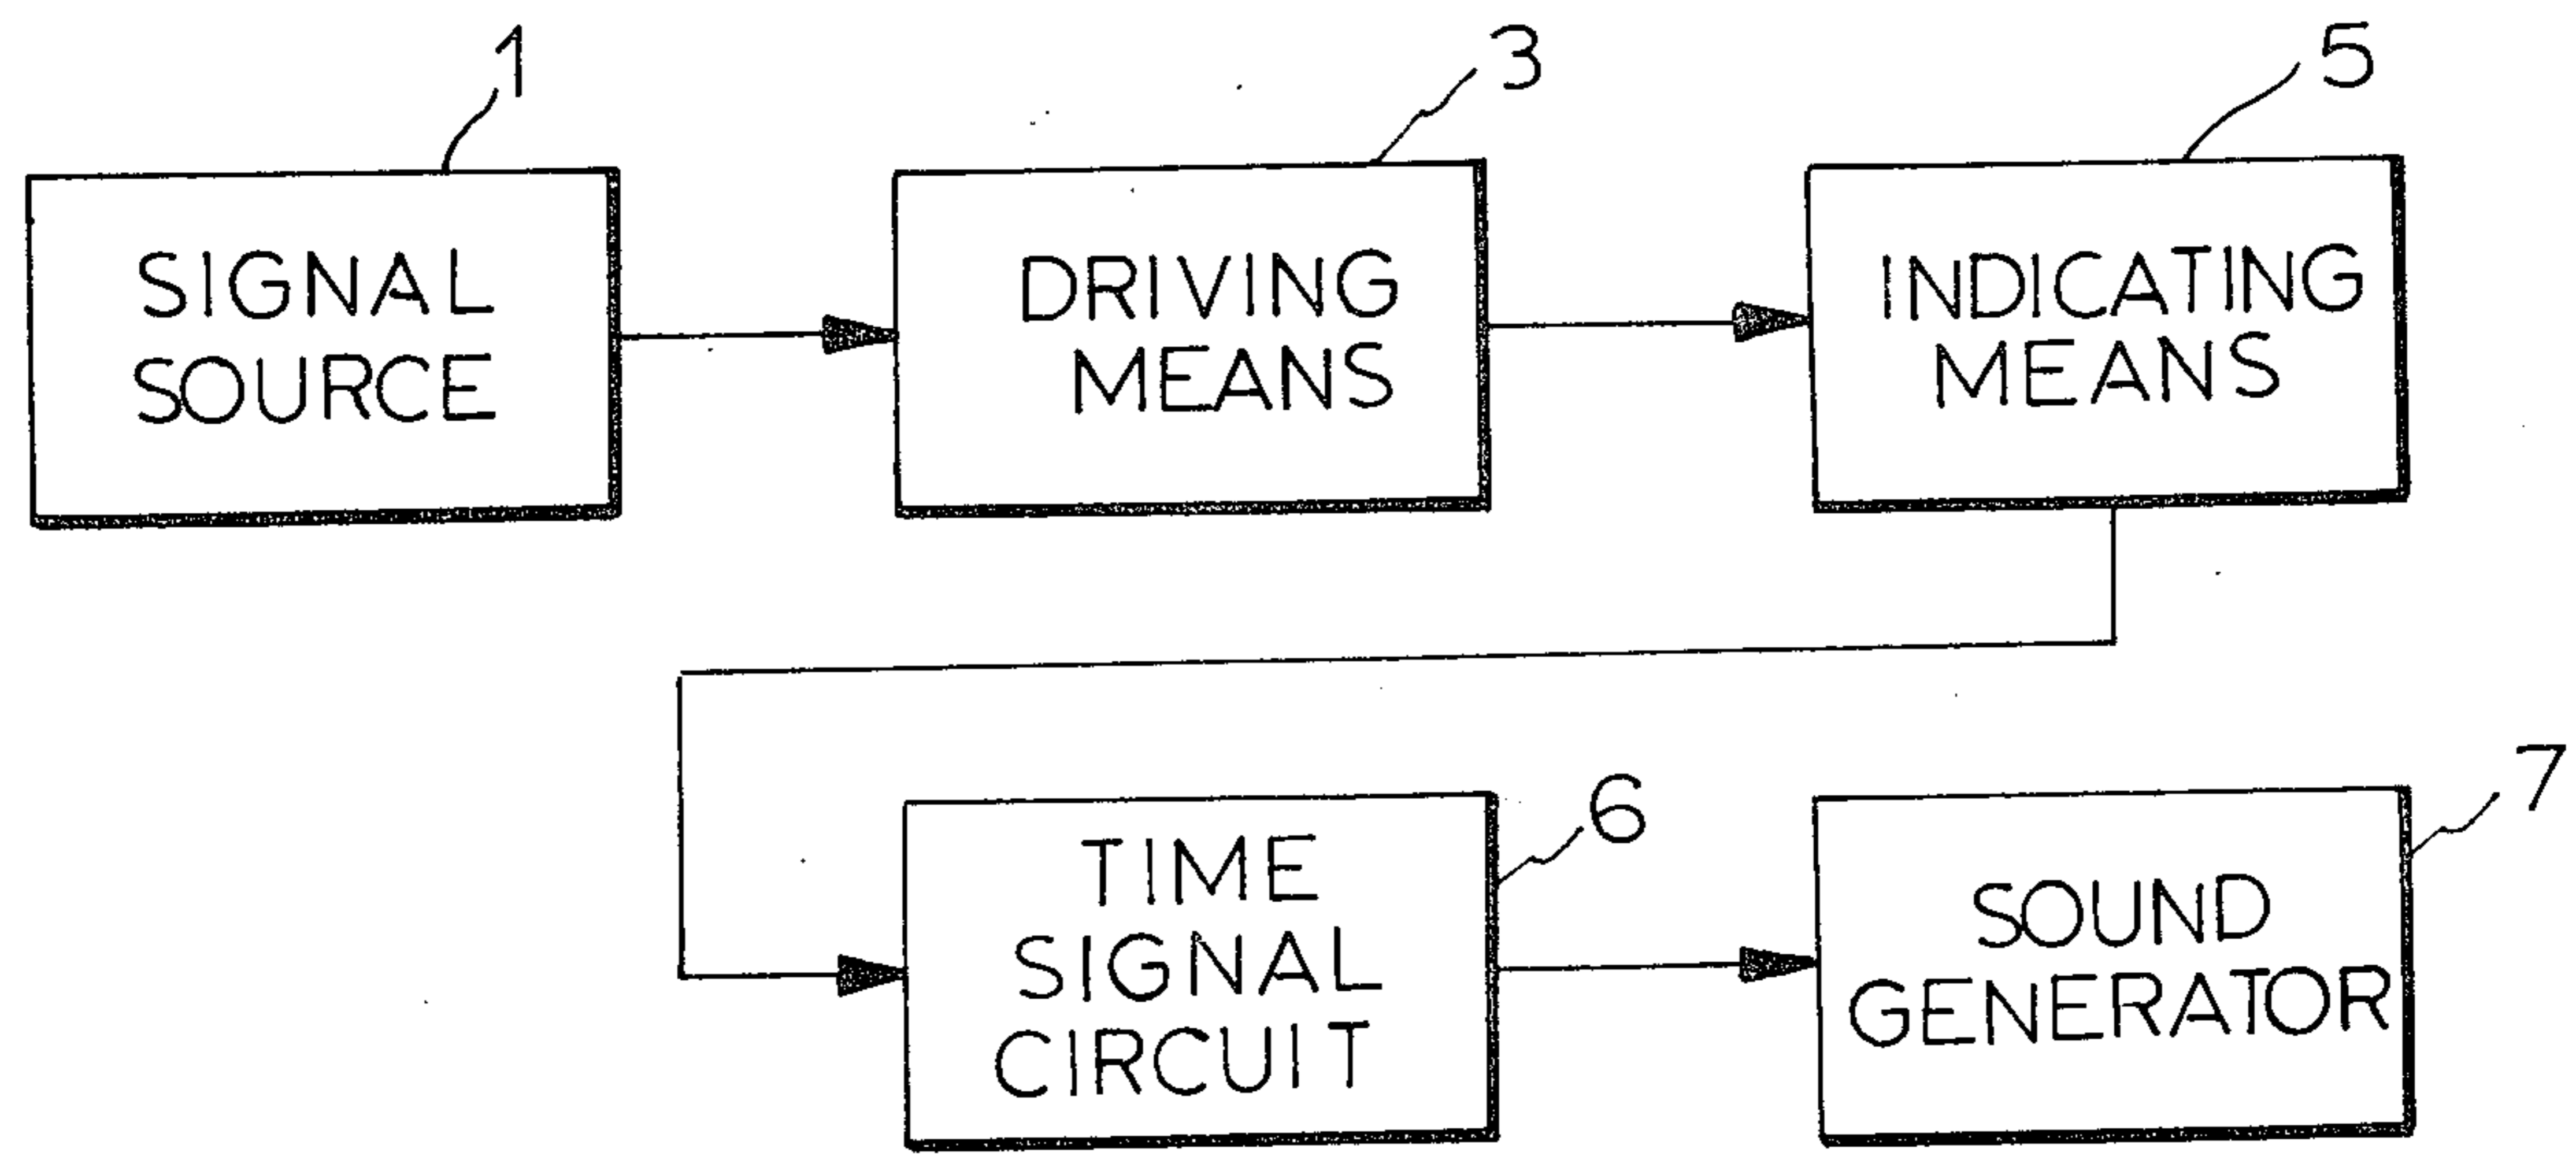 1
3
5
SIGNAL
SOURCE
DRIVING
MEANS
INDICATING
MEANS
6
7
TIME
SIGNAL
CIRCUIT
SOUND
GENERATOR